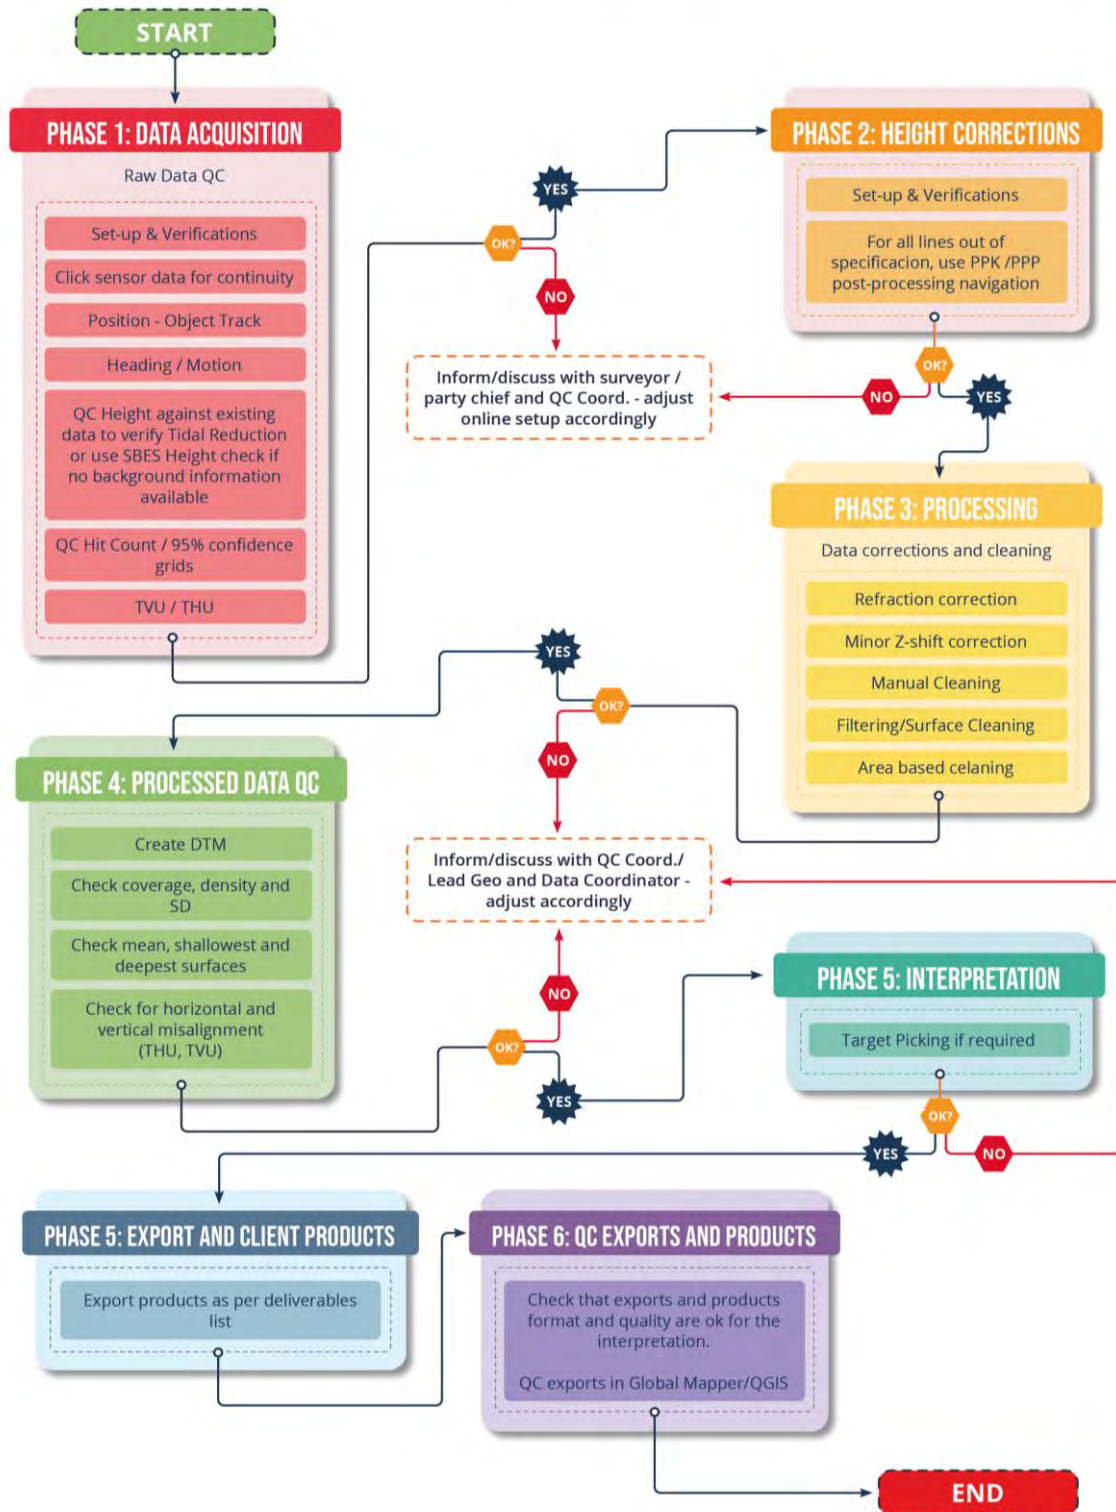 START
PHASE 1: DATA ACQUISITION
Raw Data QC
Set-up & Verifications
Click sensor data for continuity
Position - Object Track
Heading / Motion
QC Height against existing
data to verify Tidal Reduction
or use SBES Height check if
no background information
available
QC Hit Count / 95% confidence
grids
TVU / THU
OK?
YES
NO
Inform/discuss with surveyor /
party chief and QC Coord. - adjust
online setup accordingly
PHASE 2: HEIGHT CORRECTIONS
Set-up & Verifications
For all lines out of
specificacion, use PPK /PPP
post-processing navigation
OK?
NO
YES
PHASE 3: PROCESSING
Data corrections and cleaning
Refraction correction
Minor Z-shift correction
Manual Cleaning
Filtering/Surface Cleaning
Area based celaning
OK?
YES
NO
Inform/discuss with QC Coord./
Lead Geo and Data Coordinator -
adjust accordingly
PHASE 4: PROCESSED DATA QC
Create DTM
Check coverage, density and
SD
Check mean, shallowest and
deepest surfaces
Check for horizontal and
vertical misalignment
(THU, TVU)
OK?
NO
YES
PHASE 5: INTERPRETATION
Target Picking if required
OK?
YES
NO
PHASE 5: EXPORT AND CLIENT PRODUCTS
Export products as per deliverables
list
PHASE 6: QC EXPORTS AND PRODUCTS
Check that exports and products
format and quality are ok for the
interpretation.
QC exports in Global Mapper/QGIS
END